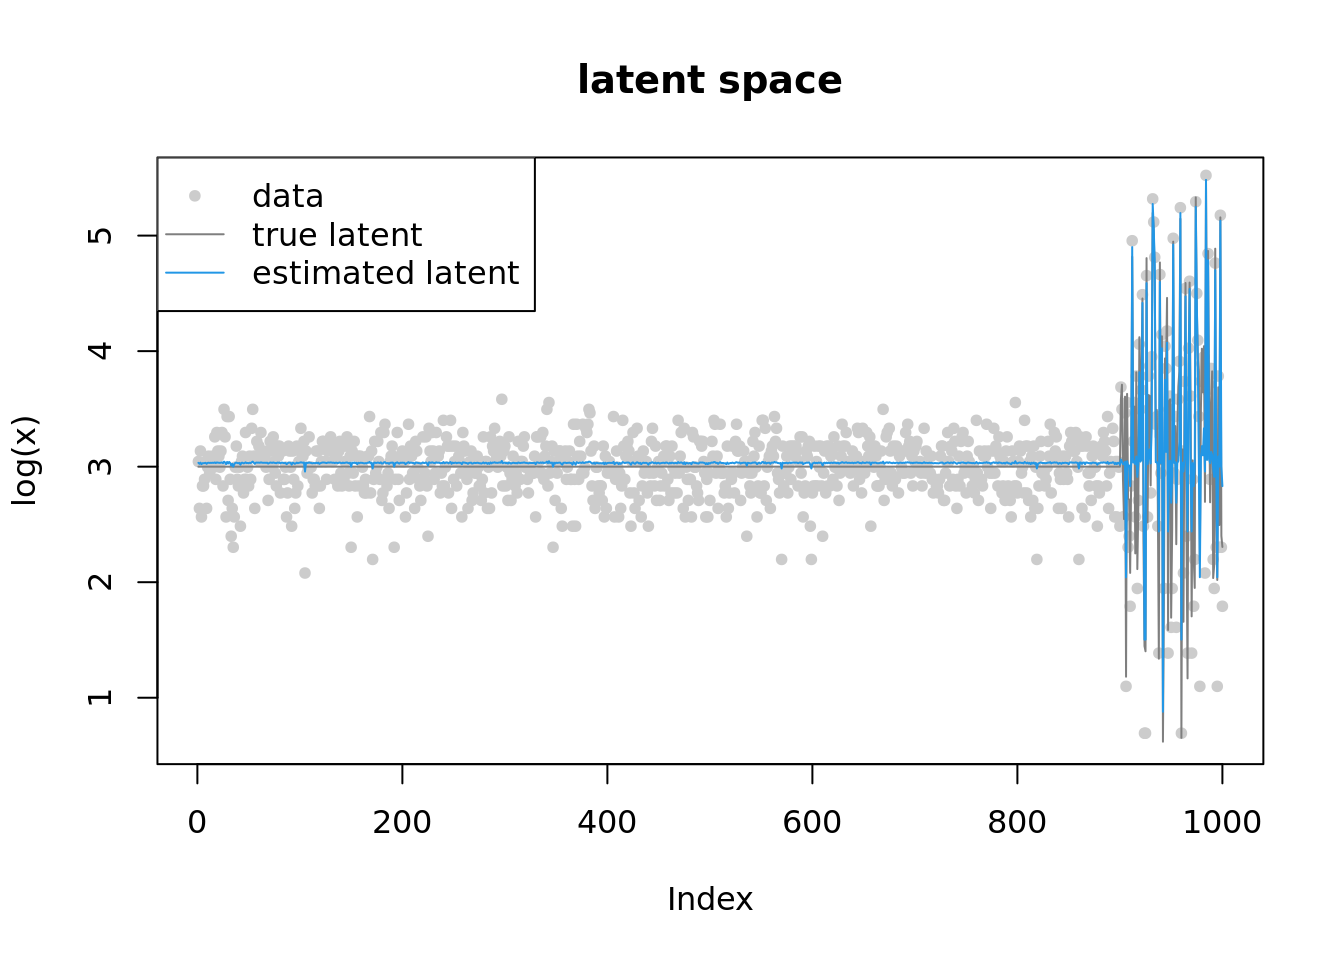 latent space
data
true latent
estimated latent
log(x)
5
4
3
2
1
0 200 400 600 800 1000
Index